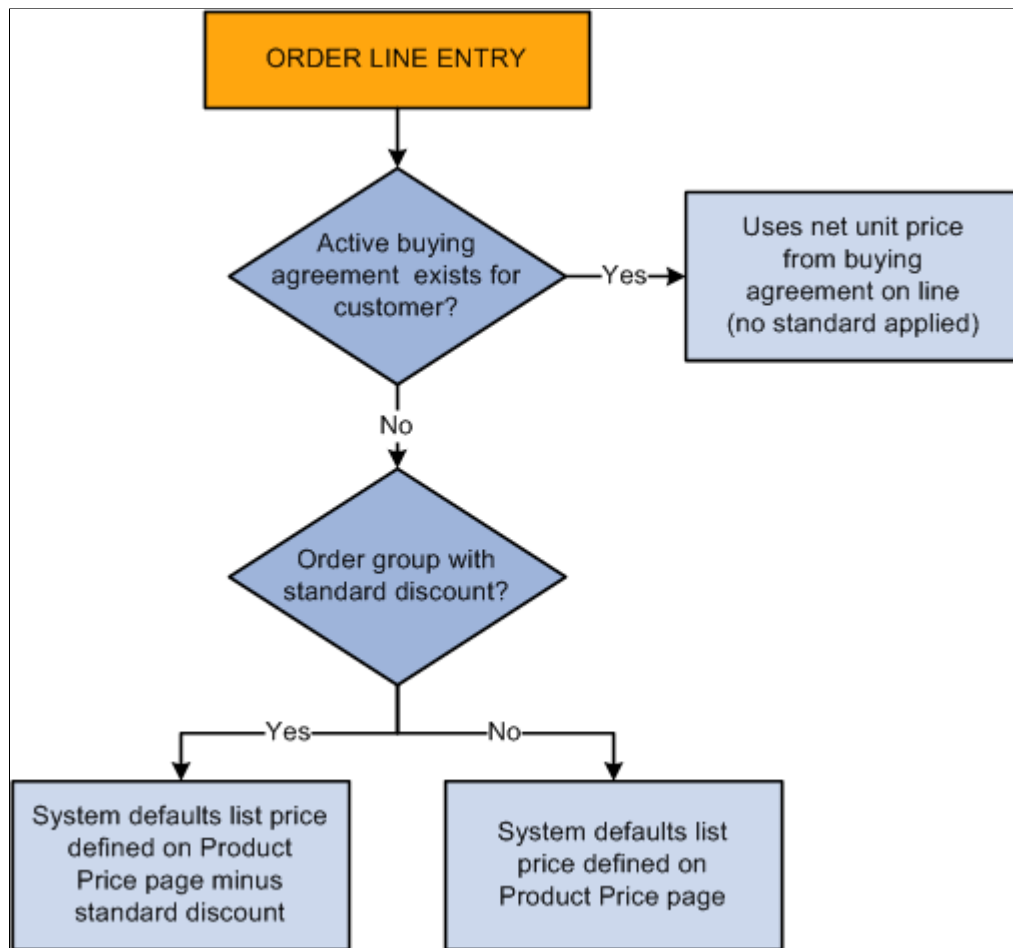 ORDER LINE ENTRY
Active buying
agreement exists for
customer?
Yes
Uses net unit price
from buying
agreement on line
(no standard applied)
No
Order group with
standard discount?
Yes
No
System defaults list price
defined on Product
Price page minus
standard discount
System defaults list
price defined on
Product Price page